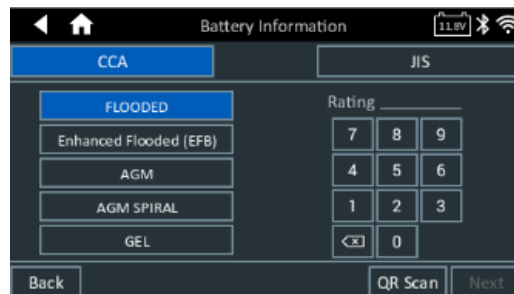 Battery Information 11.8V
CCA JIS
FLOODED
Enhanced Flooded (EFB)
AGM
AGM SPIRAL
GEL
Rating
7 8 9
4 5 6
1 2 3
0
Back QR Scan Next